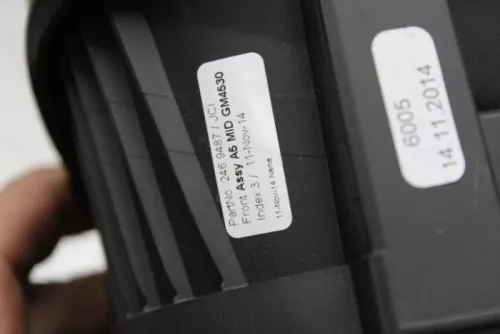 PartNo. 246 9487 / JCI
Front Assy A5 MID GM4530
Index 3 / 11-Nov-14
11-Nov-14 Name
6005
14.11.2014